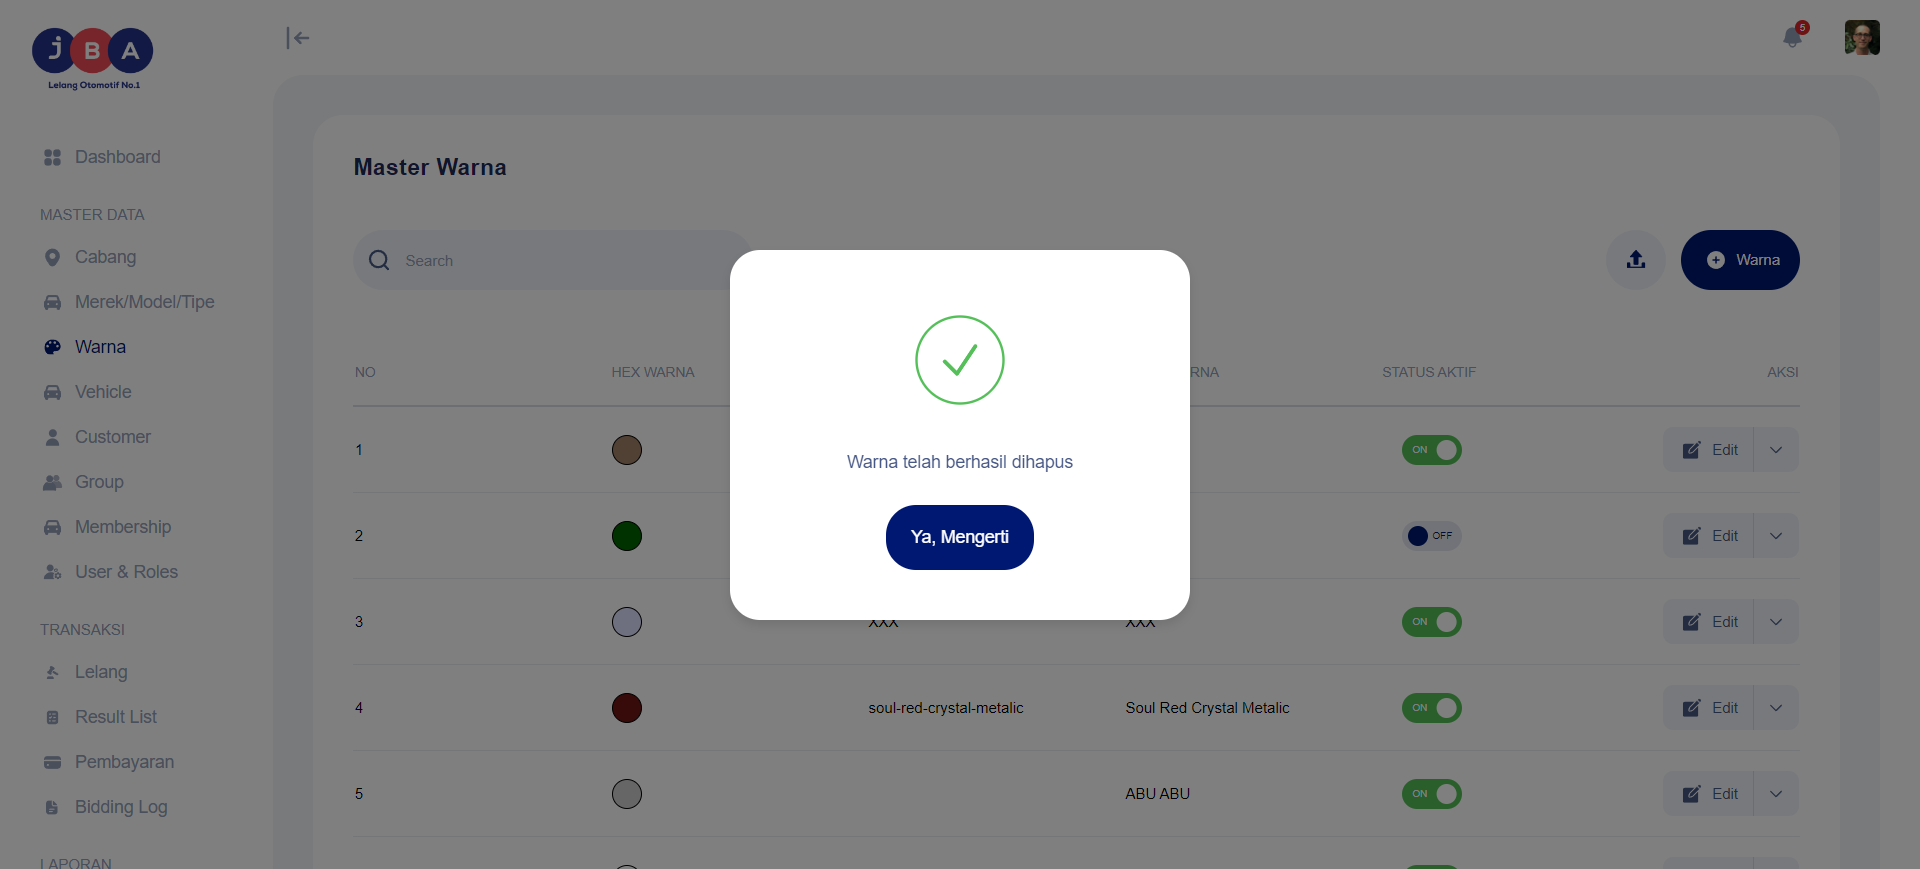 JBA
Lelang Otomotif No.1
5
Dashboard
MASTER DATA
Cabang
Merek/Model/Tipe
Warna
Vehicle
Customer
Group
Membership
User & Roles
TRANSAKSI
Lelang
Result List
Pembayaran
Bidding Log
LAPORAN
Master Warna
Search
Warna
NO HEX WARNA RNA STATUS AKTIF AKSI
1 ON Edit
2 OFF Edit
3 XXX XXX ON Edit
4 soul-red-crystal-metalic Soul Red Crystal Metalic ON Edit
5 ABU ABU ON Edit
Warna telah berhasil dihapus
Ya, Mengerti